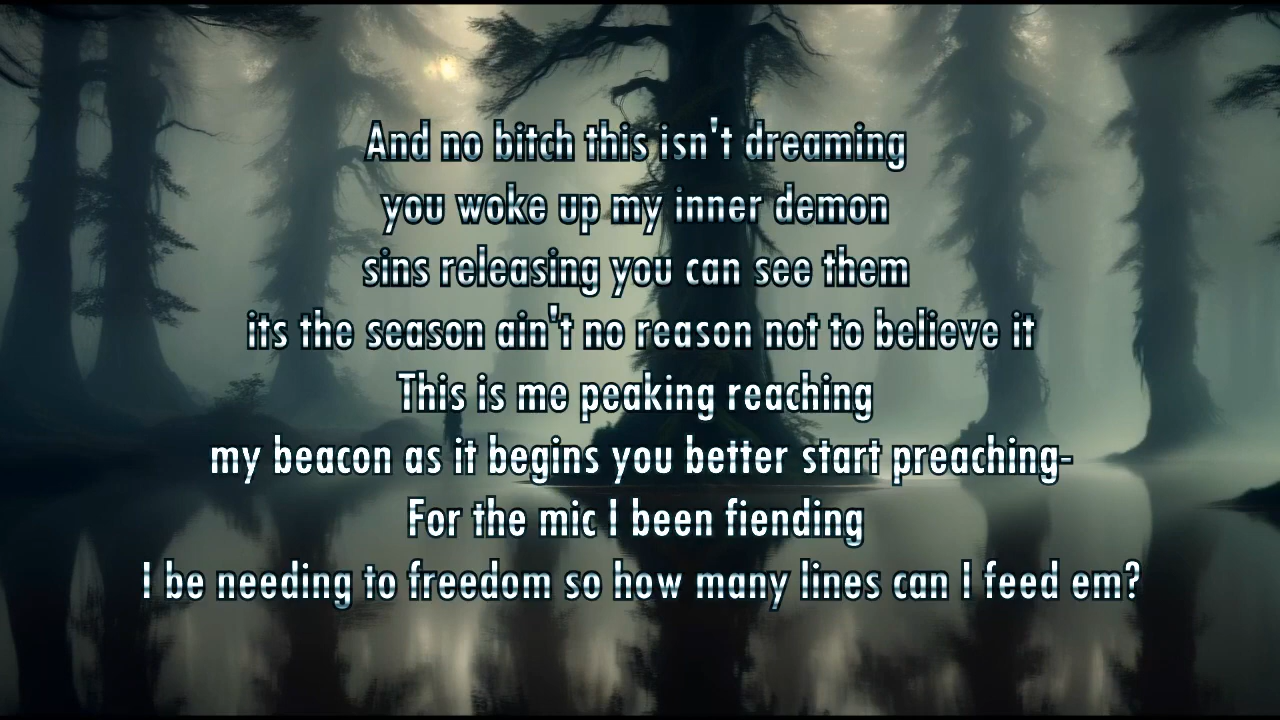 And no bitch this isn't dreaming
you woke up my inner demon
sins releasing you can see them
its the season ain't no reason not to believe it
This is me peaking reaching
my beacon as it begins you better start preaching-
For the mic I been fiending
I be needing to freedom so how many lines can I feed em?